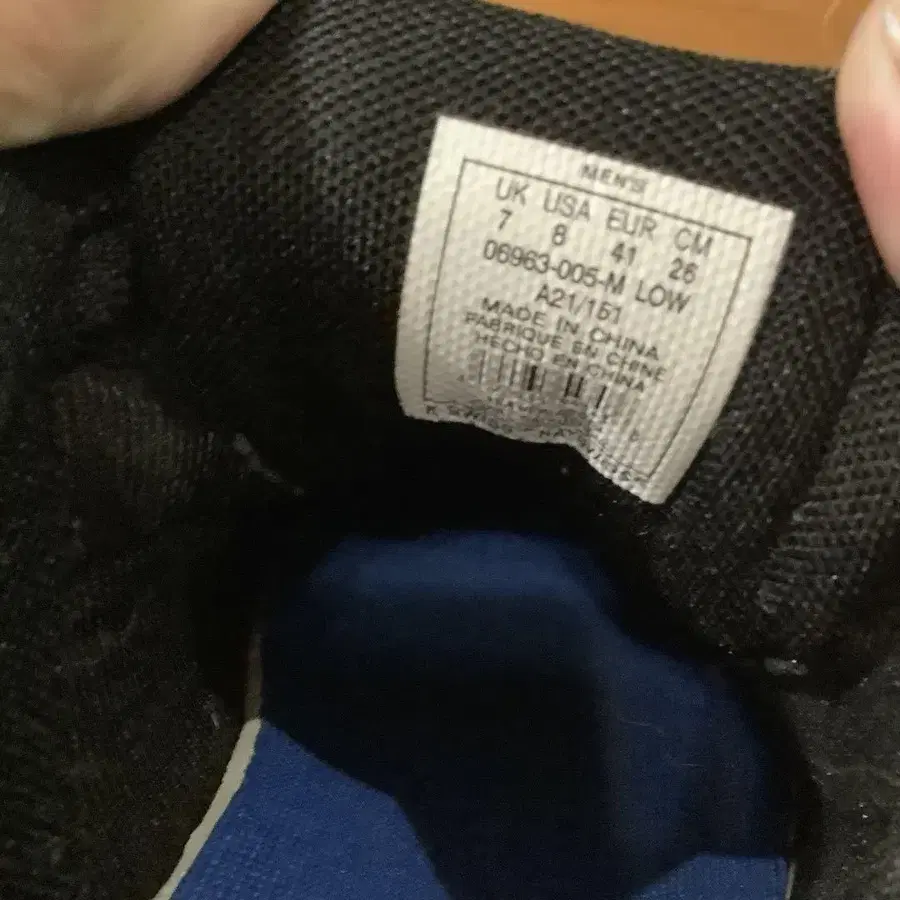 MEN'S
UK USA EUR CM
7 8 41 26
06963-005-M LOW
A21/151
MADE IN CHINA
FABRIQUE EN CHINE
HECHO EN CHINA